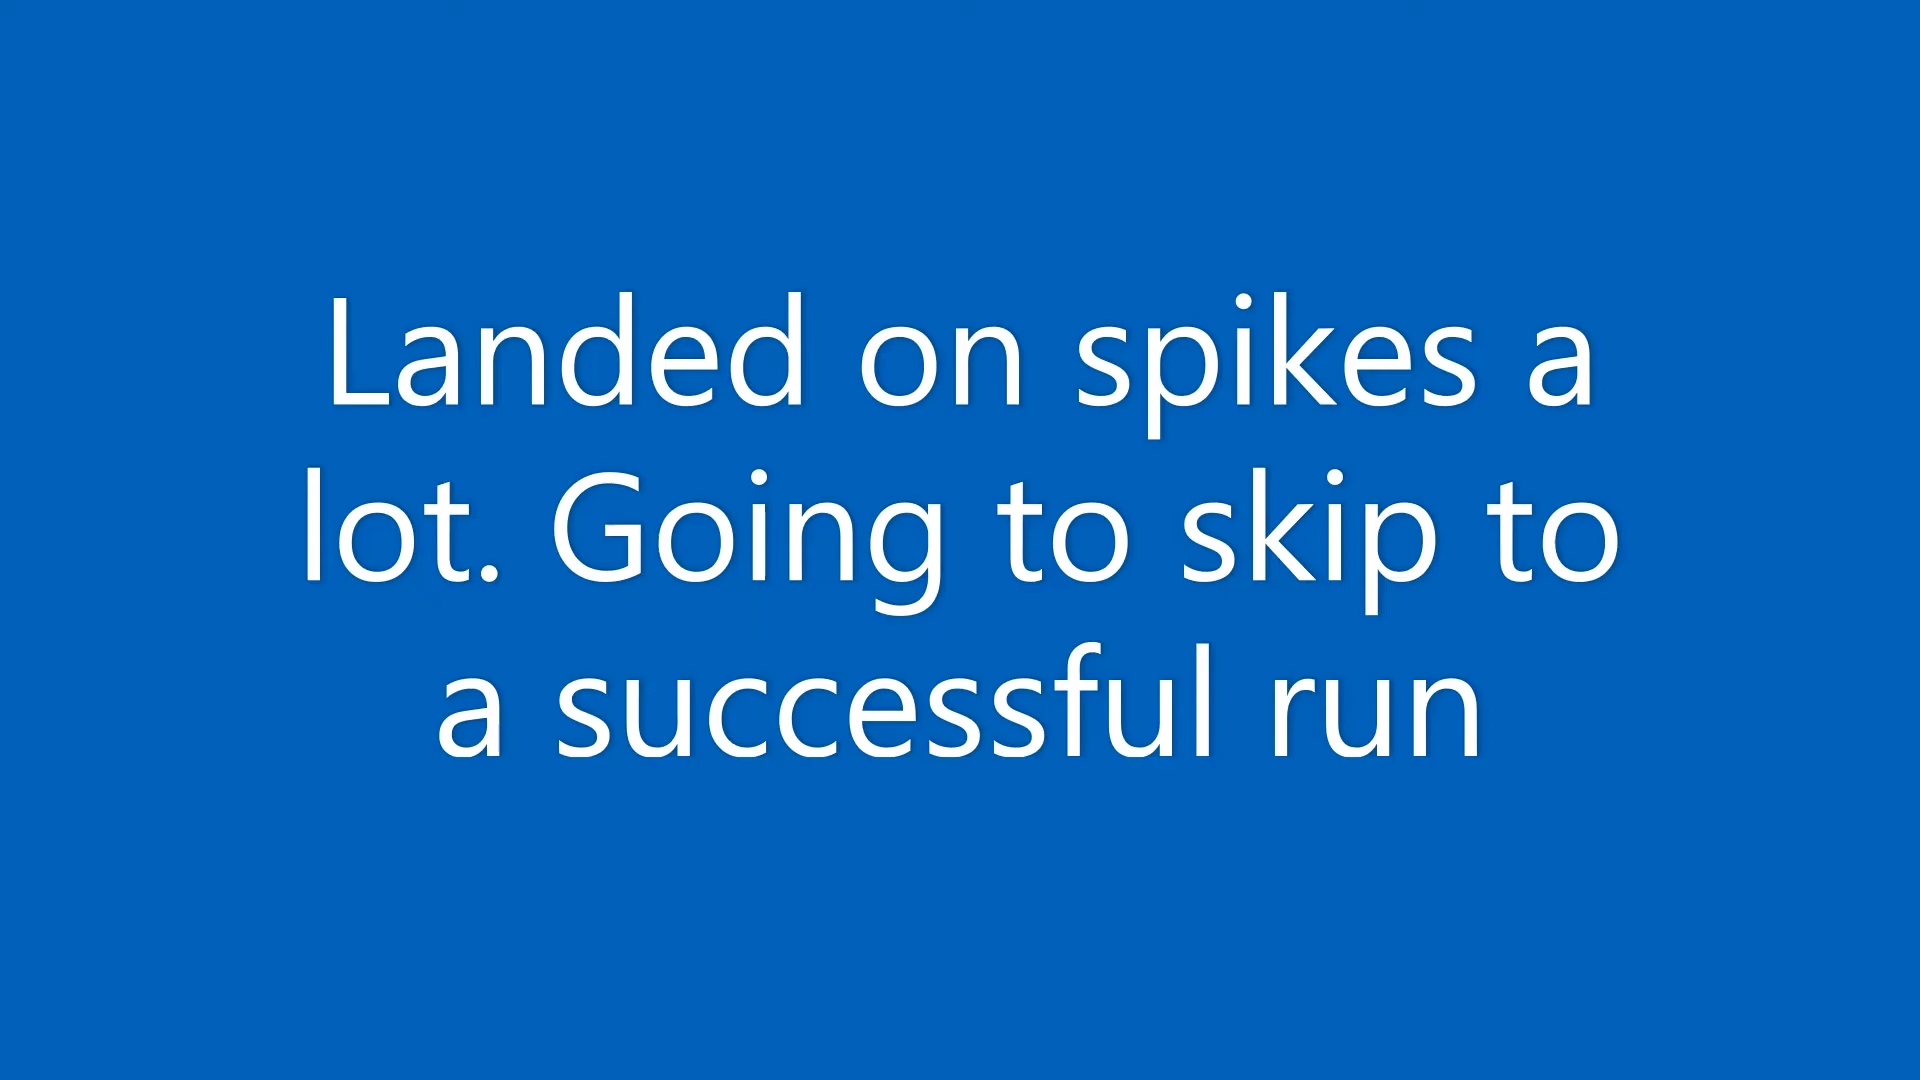 Landed on spikes a
lot. Going to skip to
a successful run